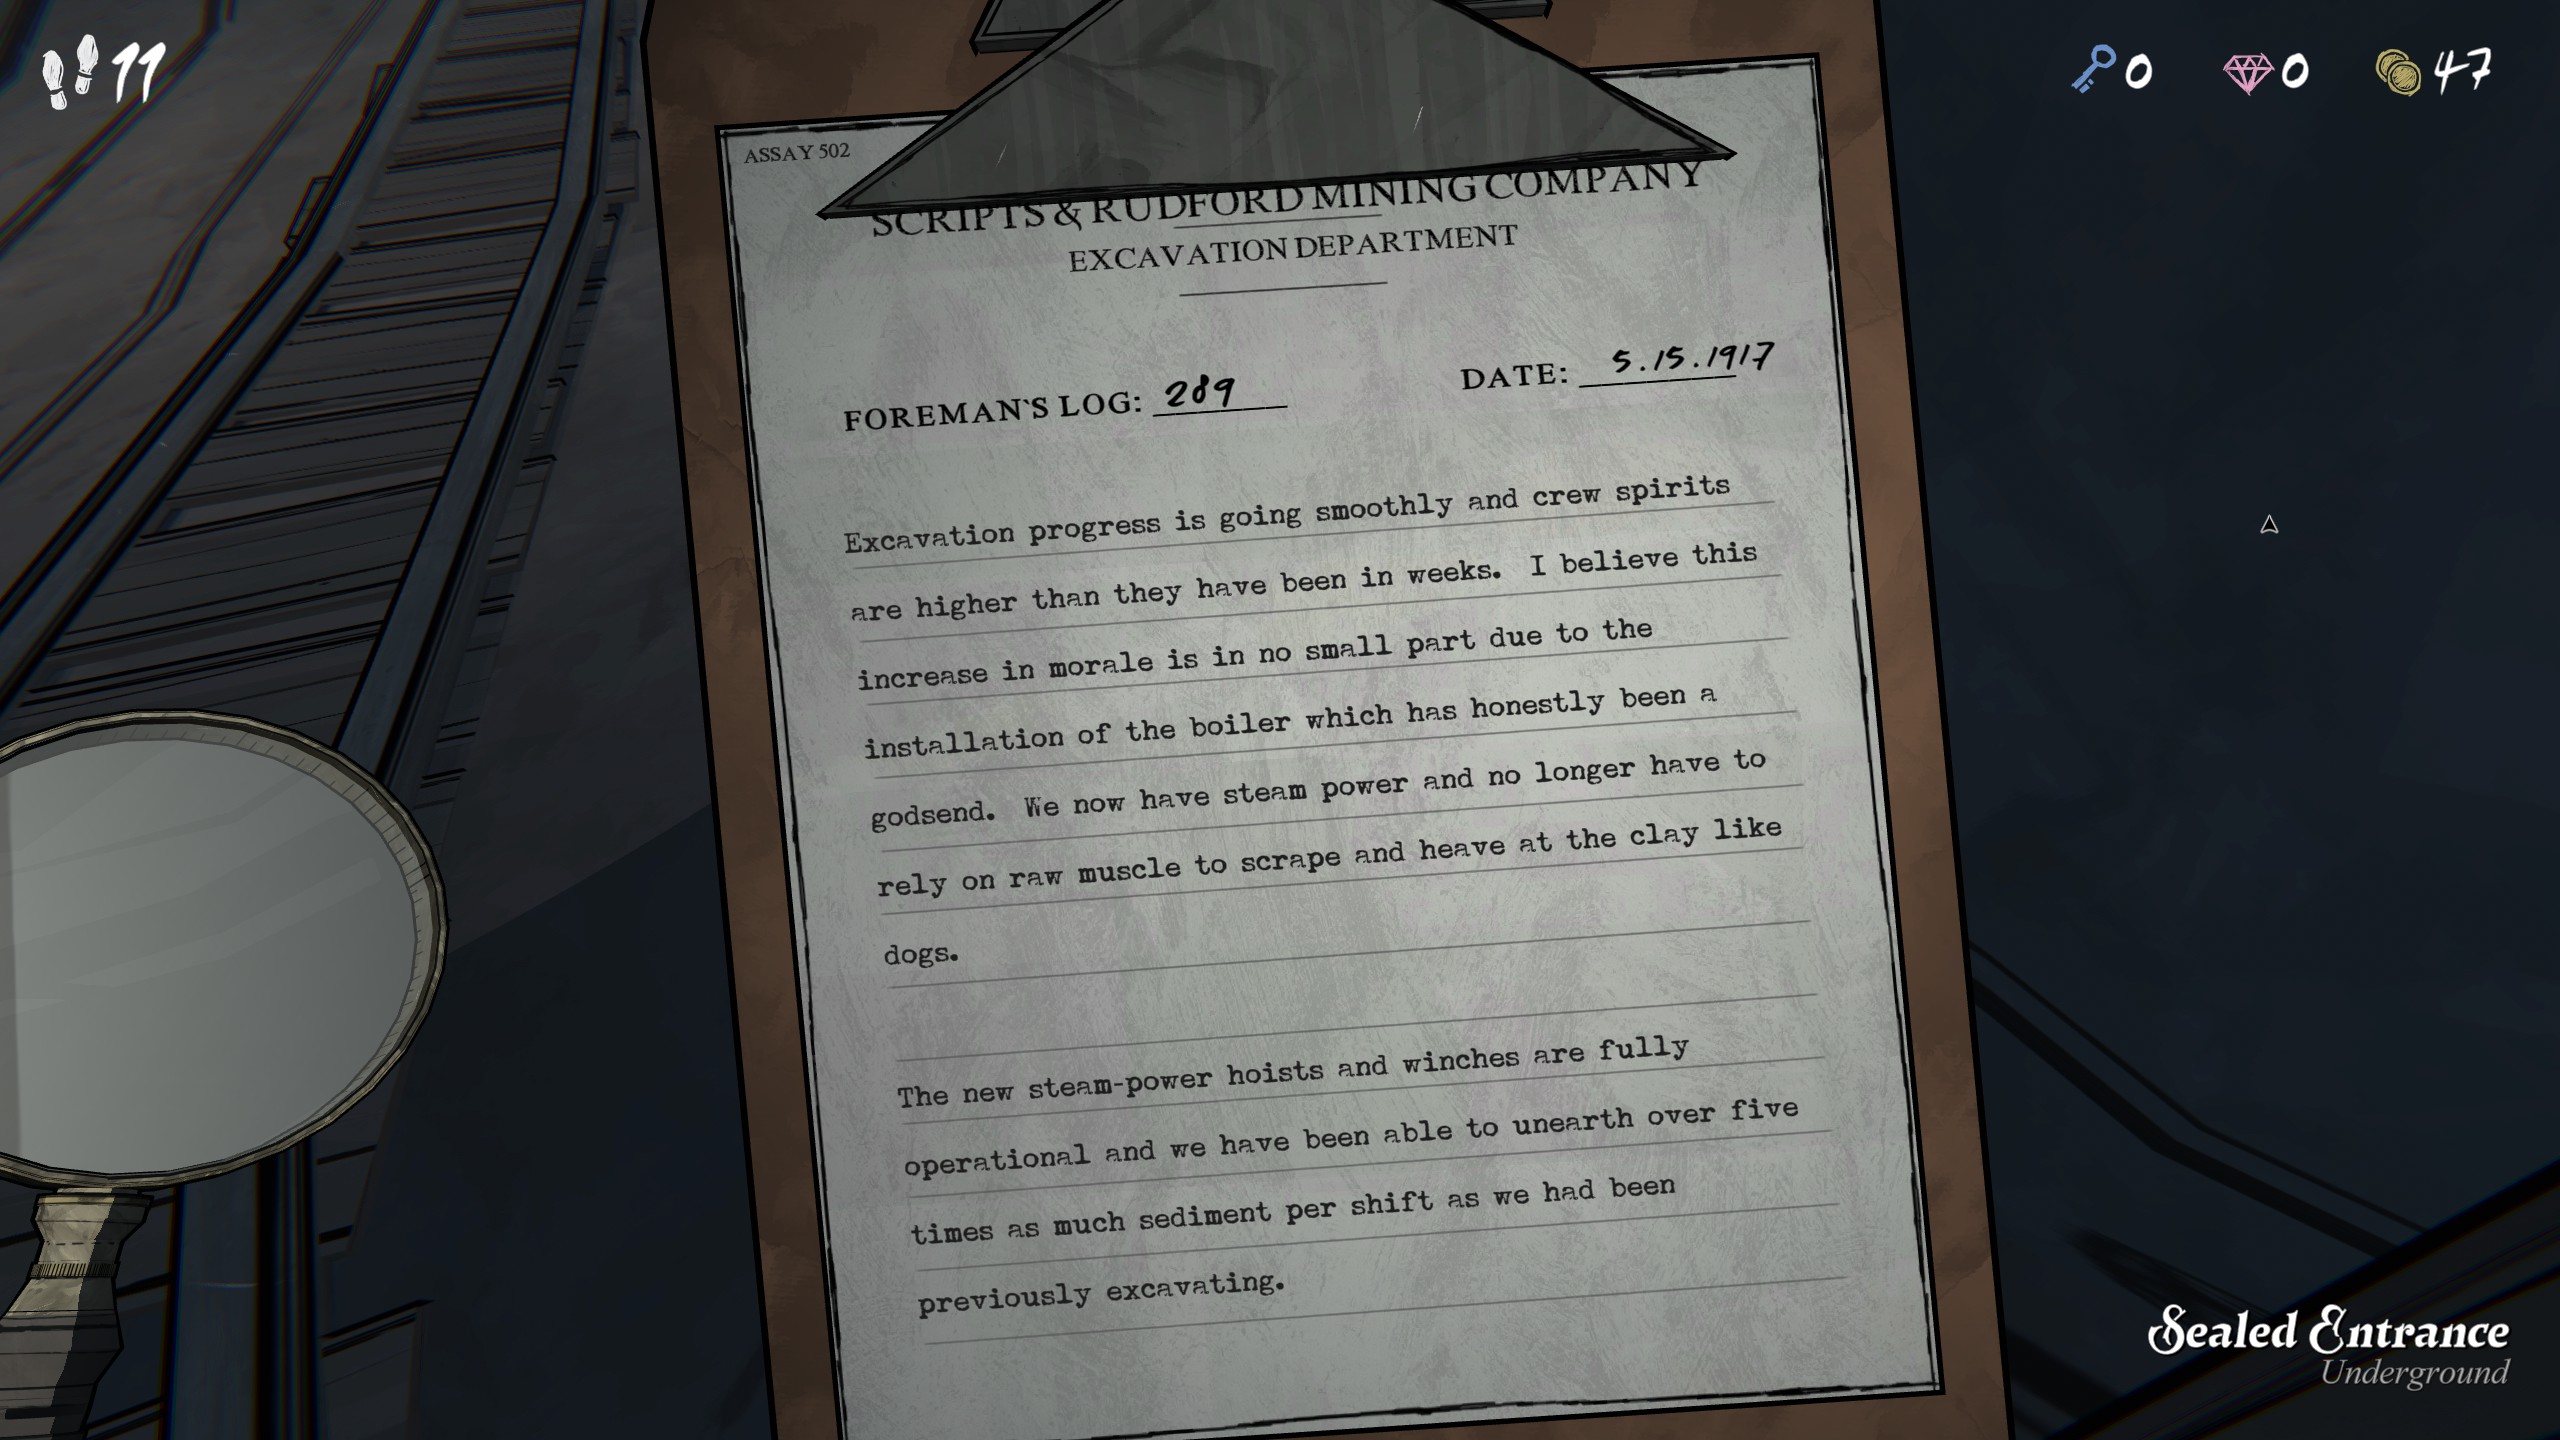 11
0
0
47
ASSAY 502
SCRIPTS & RUDFORD MINING COMPANY
EXCAVATION DEPARTMENT
FOREMAN'S LOG: 289
DATE: 5.15.1917
Excavation progress is going smoothly and crew spirits
are higher than they have been in weeks. I believe this
increase in morale is in no small part due to the
installation of the boiler which has honestly been a
godsend. We now have steam power and no longer have to
rely on raw muscle to scrape and heave at the clay like
dogs.
The new steam-power hoists and winches are fully
operational and we have been able to unearth over five
times as much sediment per shift as we had been
previously excavating.
Sealed Entrance
Underground